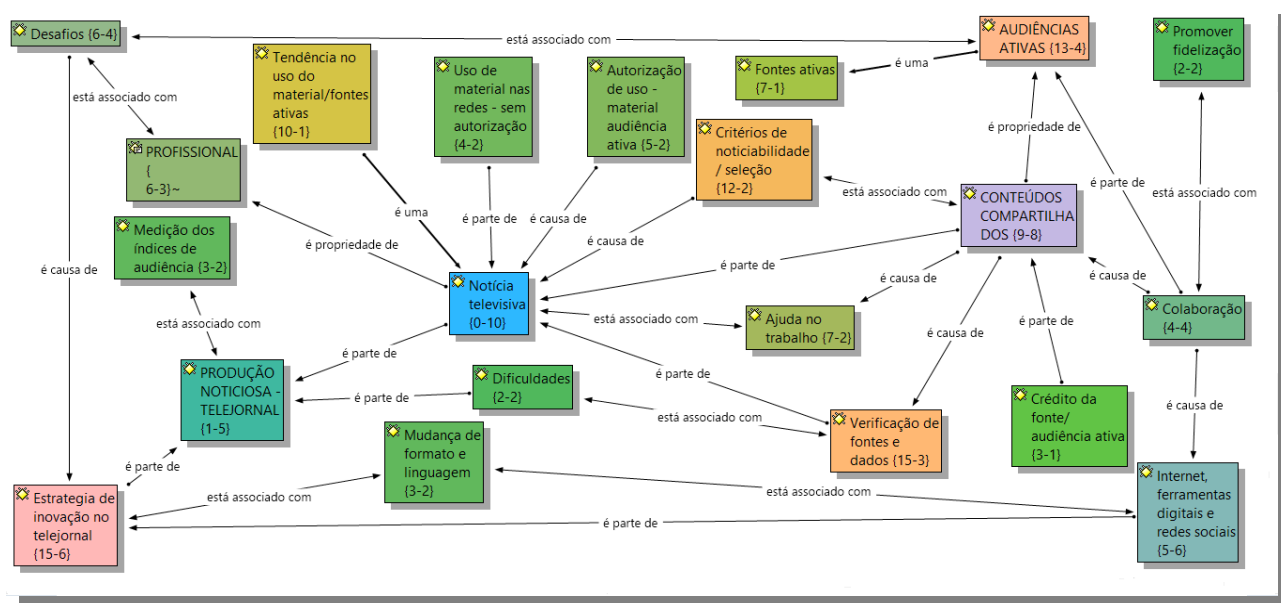 Desafios {6-4}
está associado com
AUDIÊNCIAS
ATIVAS {13-4}
Promover
fidelização
{2-2}
Tendência no
uso do
material/fontes
ativas
{10-1}
Uso de
material nas
redes - sem
autorização
{4-2}
Autorização
de uso -
material
audiência
ativa {5-2}
Fontes ativas
{7-1}
é uma
está associado com
PROFISSIONAL
{
6-3}~
Critérios de
noticiabilidade
/ seleção
{12-2}
é propriedade de
está associado com
é parte de
está associado com
CONTEÚDOS
COMPARTILHA
DOS {9-8}
Medição dos
índices de
audiência {3-2}
é uma
é parte de
é causa de
é propriedade de
é causa de
é causa de
é parte de
é causa de
é causa de
Notícia
televisiva
{0-10}
Ajuda no
trabalho {7-2}
Colaboração
{4-4}
está associado com
está associado com
é causa de
é parte de
é parte de
é parte de
PRODUÇÃO
NOTICIOSA -
TELEJORNAL
{1-5}
Dificuldades
{2-2}
é parte de
está associado com
Crédito da
fonte/
audiência ativa
{3-1}
é causa de
Verificação de
fontes e
dados {15-3}
Mudança de
formato e
linguagem
{3-2}
é parte de
Estrategia de
inovação no
telejornal
{15-6}
está associado com
está associado com
Internet,
ferramentas
digitais e
redes sociais
{5-6}
é parte de